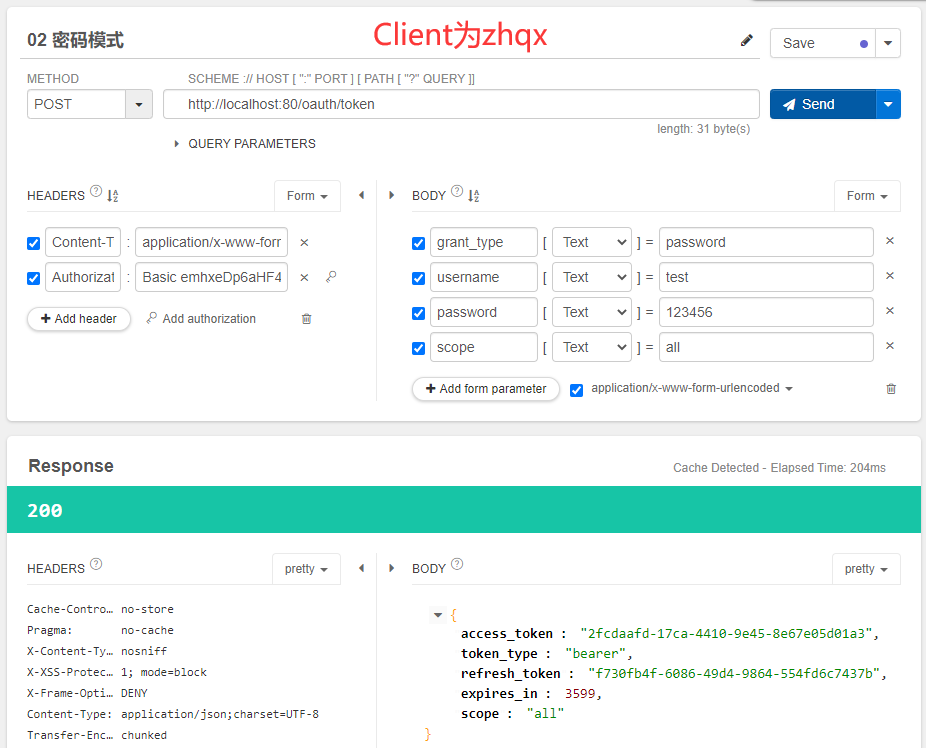 02 密码模式
Client为zhqx
Save
METHOD
SCHEME :// HOST [ ":" PORT ] [ PATH [ "?" QUERY ]]
POST
http://localhost:80/oauth/token
Send
length: 31 byte(s)
QUERY PARAMETERS
HEADERS ?
Form
BODY ?
Form
Content-T : application/x-www-forr ×
Authorizat : Basic emhxeDp6aHF4 ×
+ Add header
Add authorization
grant_type [ Text ] = password ×
username [ Text ] = test ×
password [ Text ] = 123456 ×
scope [ Text ] = all ×
+ Add form parameter
application/x-www-form-urlencoded
Response
Cache Detected - Elapsed Time: 204ms
200
HEADERS ?
pretty
BODY ?
pretty
Cache-Contro… no-store
Pragma: no-cache
X-Content-Ty… nosniff
X-XSS-Protec… 1; mode=block
X-Frame-Opti… DENY
Content-Type: application/json;charset=UTF-8
Transfer-Enc… chunked
{
access_token : "2fcdaafd-17ca-4410-9e45-8e67e05d01a3",
token_type : "bearer",
refresh_token : "f730fb4f-6086-49d4-9864-554fd6c7437b",
expires_in : 3599,
scope : "all"
}